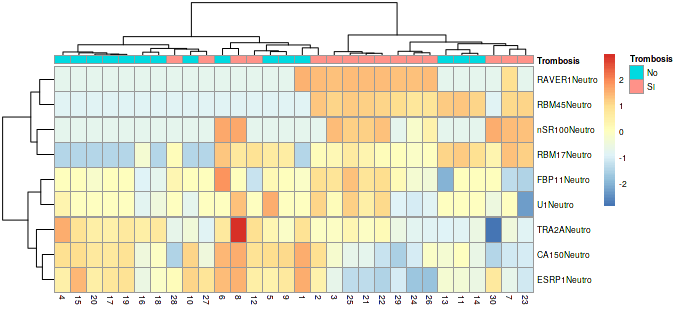 Trombosis
Trombosis
No
SI
RAVER1Neutro
RBM45Neutro
nSR100Neutro
RBM17Neutro
FBP11Neutro
U1Neutro
TRA2ANeutro
CA150Neutro
ESRP1Neutro
2
1
0
-1
-2
4 15 20 17 19 16 18 28 10 27 6 8 12 5 9 1 2 3 25 21 22 29 24 26 13 11 14 30 7 23